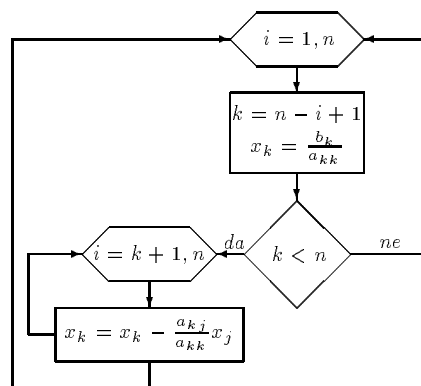 i = 1, n
k = n − i + 1
x_k = b_k / a_kk
k < n
da
ne
i = k + 1, n
x_k = x_k − a_kj / a_kk x_j